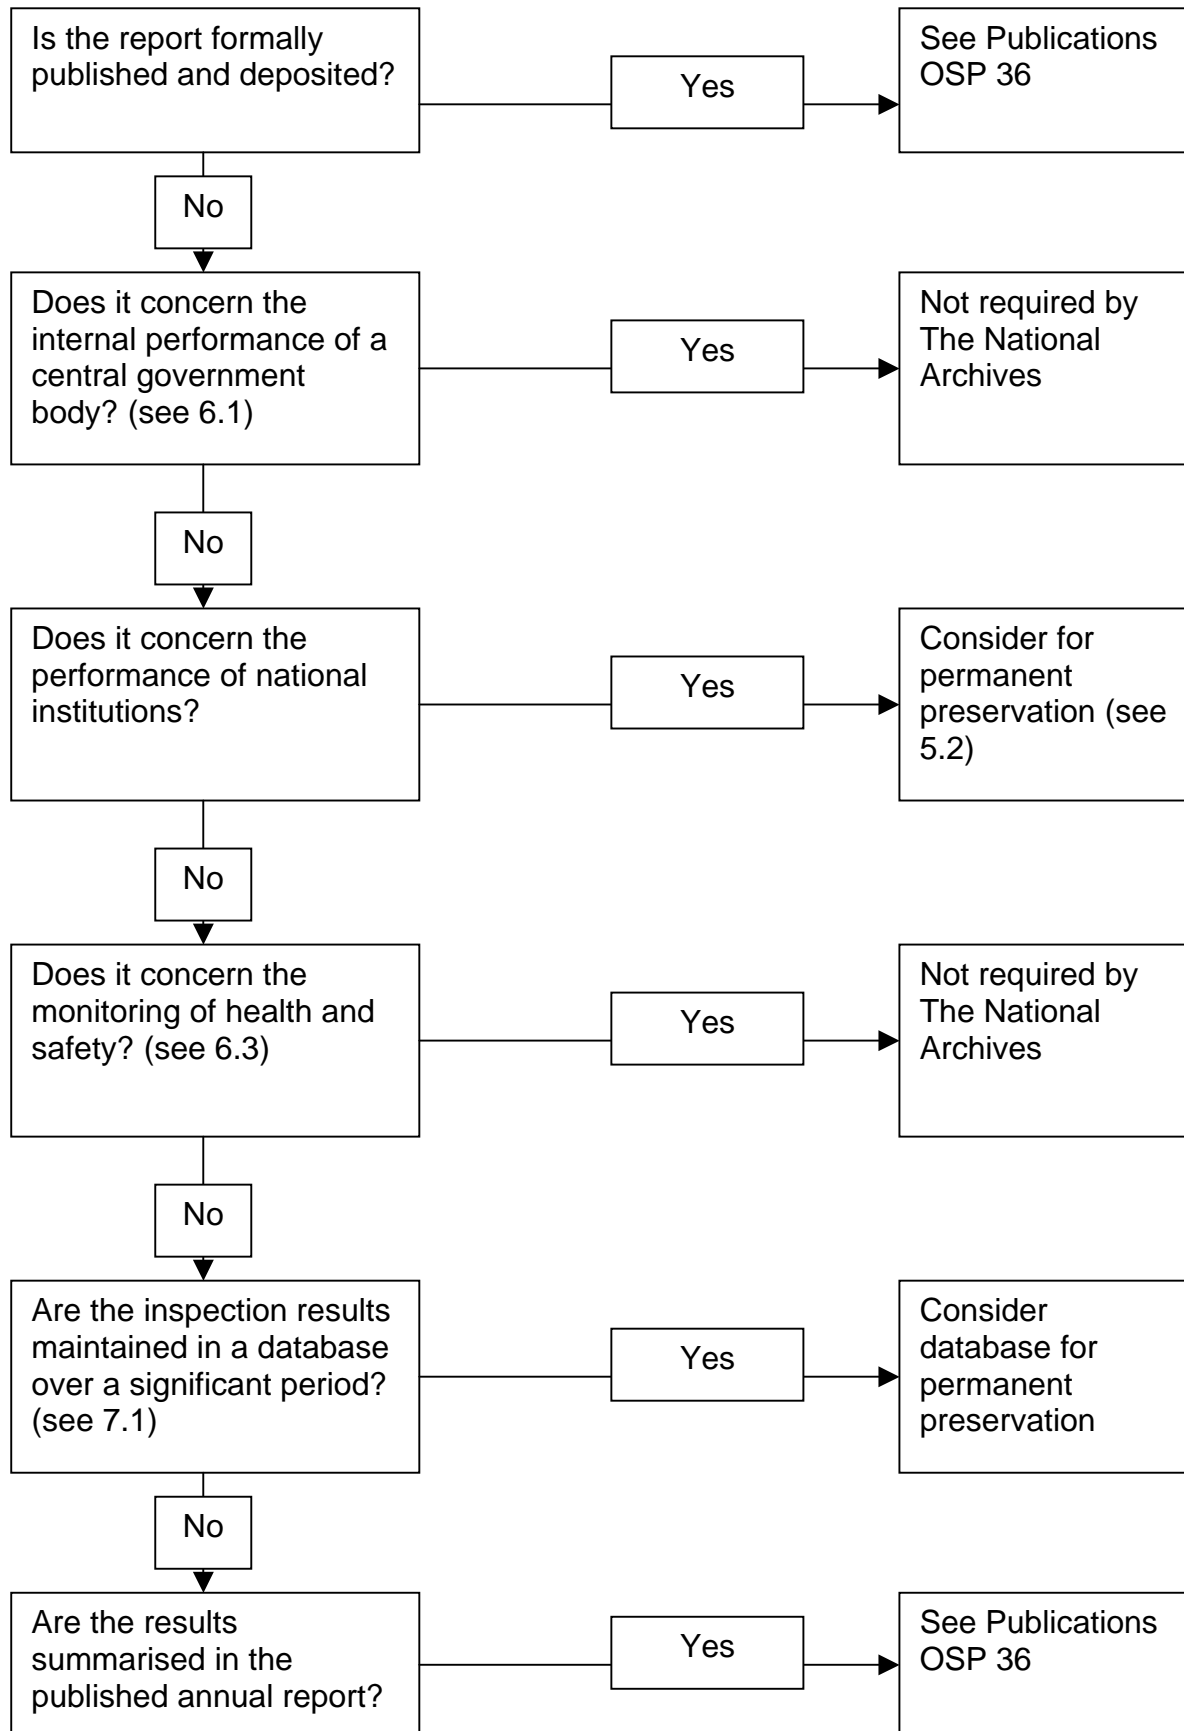 Is the report formally
published and deposited?
Yes
See Publications
OSP 36
No
Does it concern the
internal performance of a
central government
body? (see 6.1)
Yes
Not required by
The National
Archives
No
Does it concern the
performance of national
institutions?
Yes
Consider for
permanent
preservation (see
5.2)
No
Does it concern the
monitoring of health and
safety? (see 6.3)
Yes
Not required by
The National
Archives
No
Are the inspection results
maintained in a database
over a significant period?
(see 7.1)
Yes
Consider
database for
permanent
preservation
No
Are the results
summarised in the
published annual report?
Yes
See Publications
OSP 36